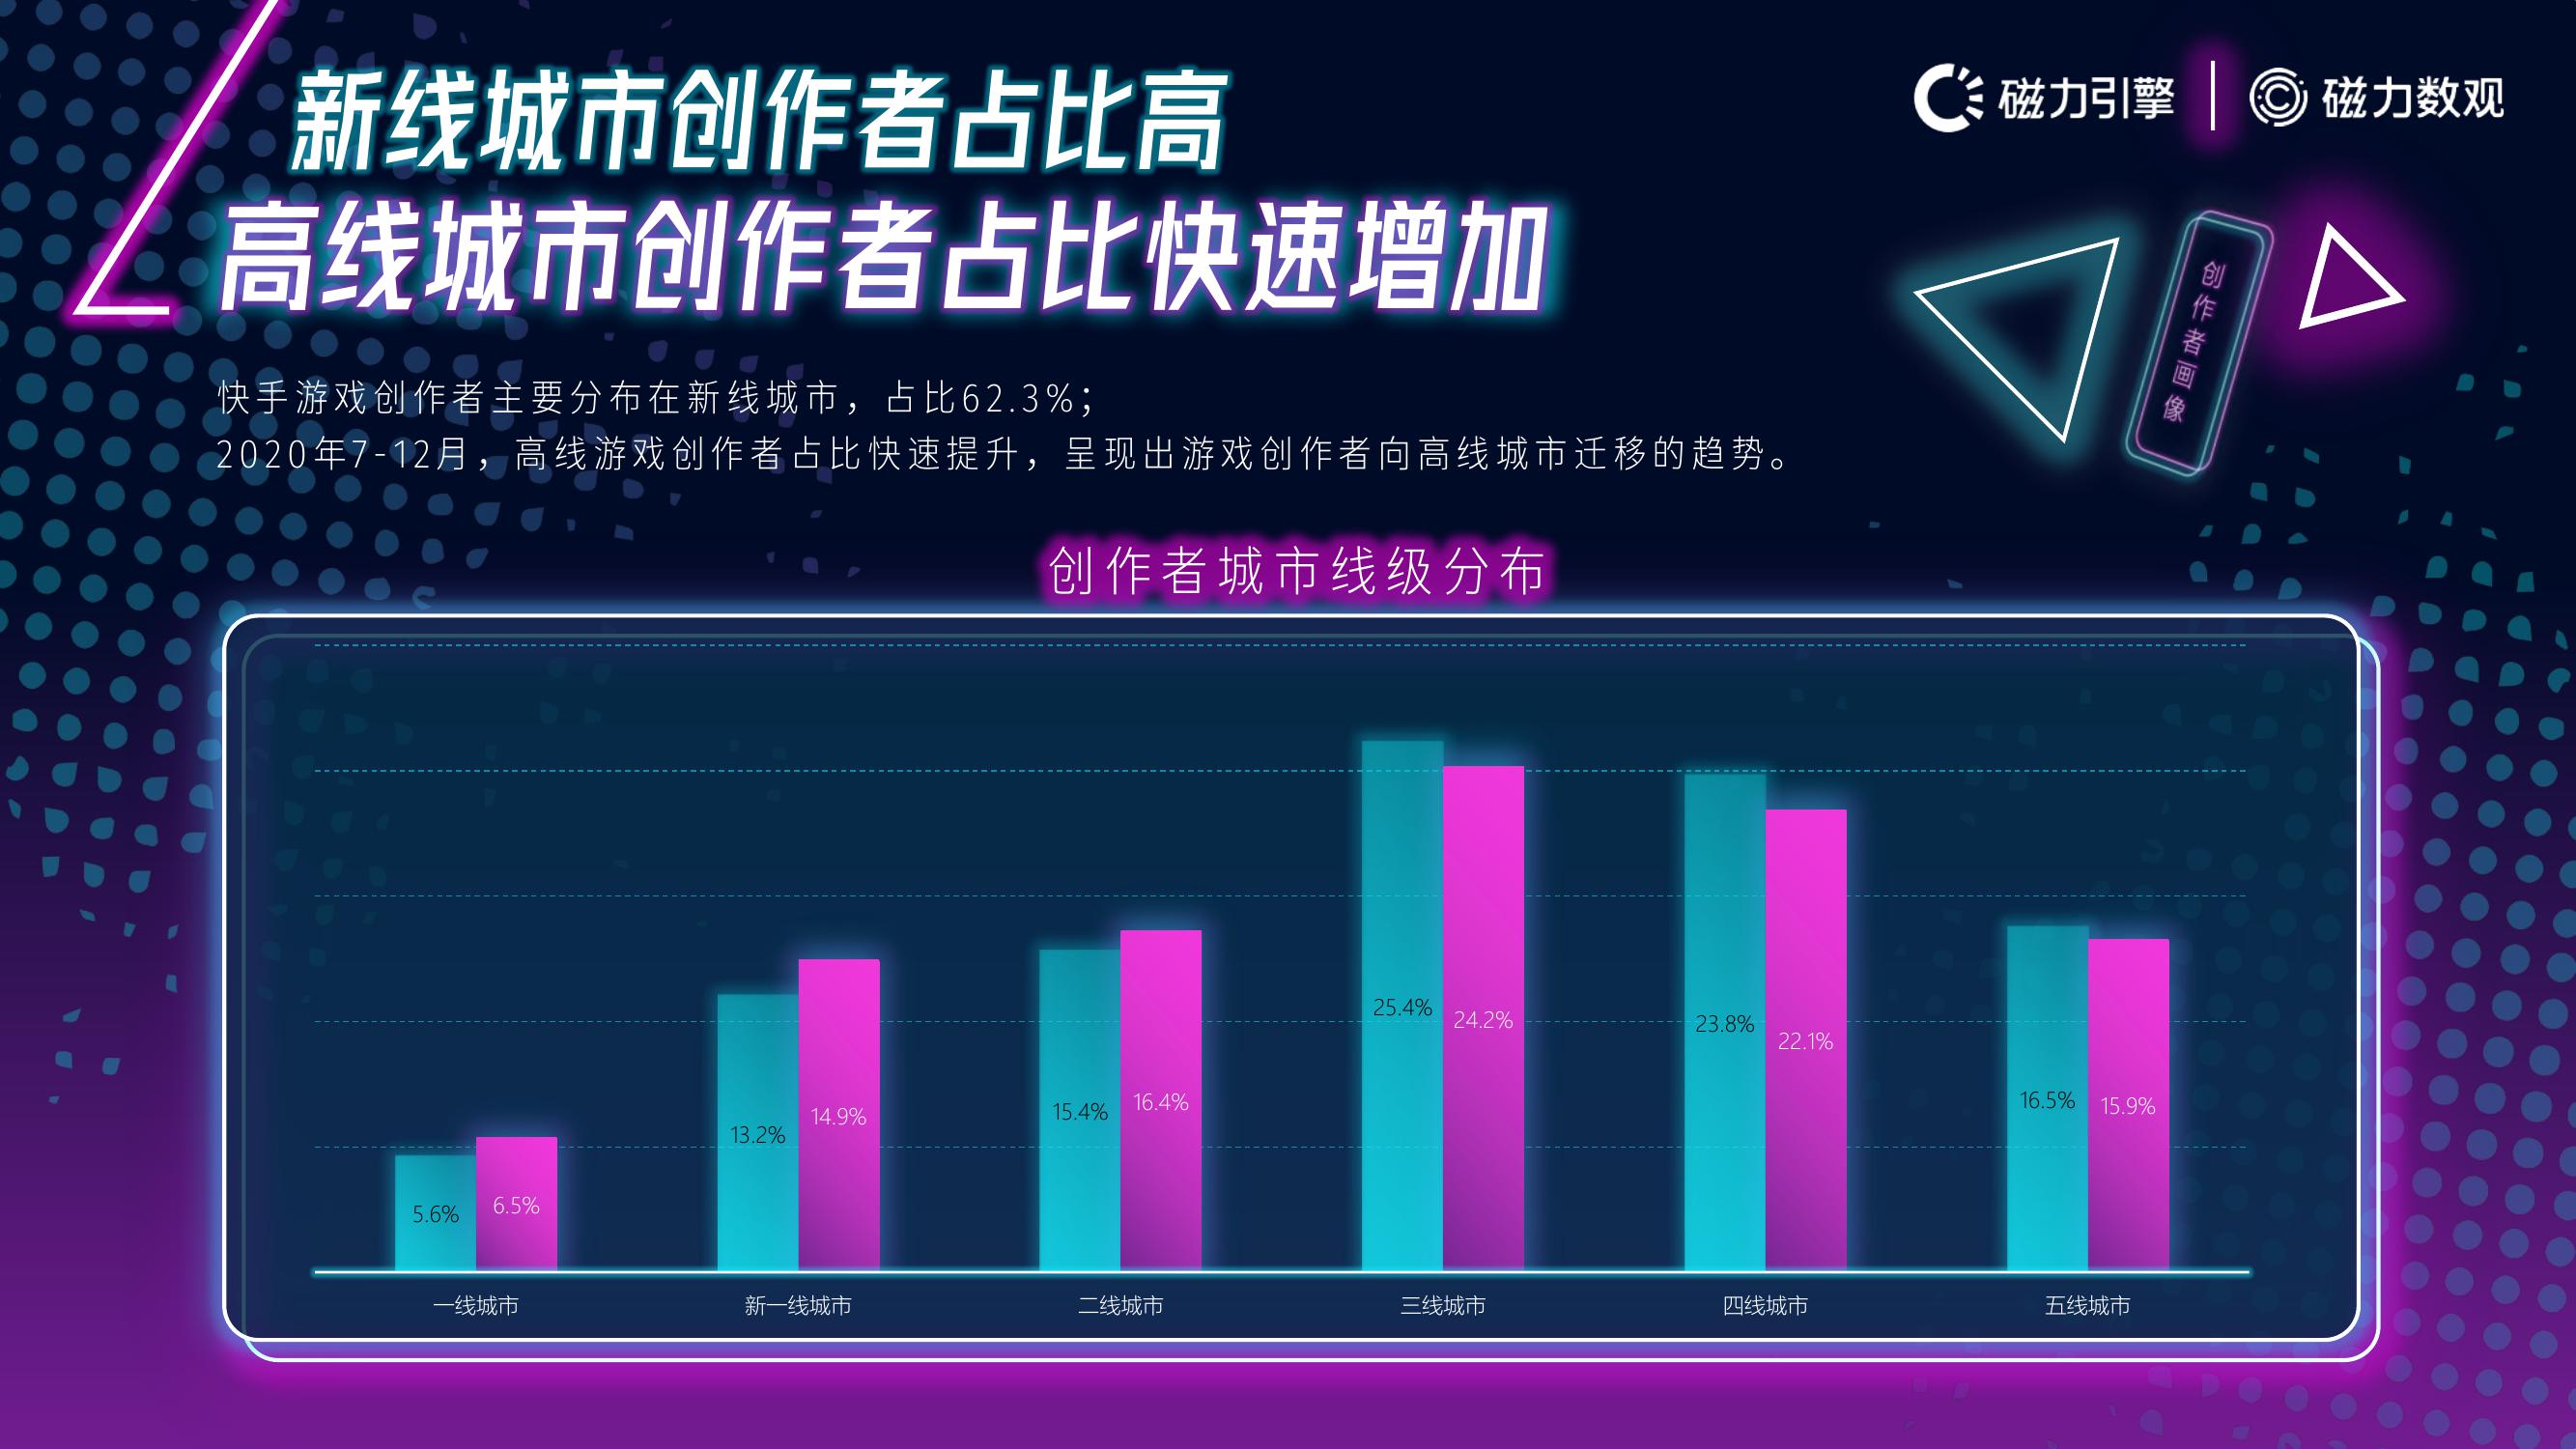 新线城市创作者占比高
高线城市创作者占比快速增加
磁力引擎 | 磁力数观
创作者画像
快手游戏创作者主要分布在新线城市，占比62.3%；
2020年7-12月，高线游戏创作者占比快速提升，呈现出游戏创作者向高线城市迁移的趋势。
创作者城市线级分布
5.6% 6.5% 13.2% 14.9% 15.4% 16.4% 25.4% 24.2% 23.8% 22.1% 16.5% 15.9%
一线城市 新一线城市 二线城市 三线城市 四线城市 五线城市